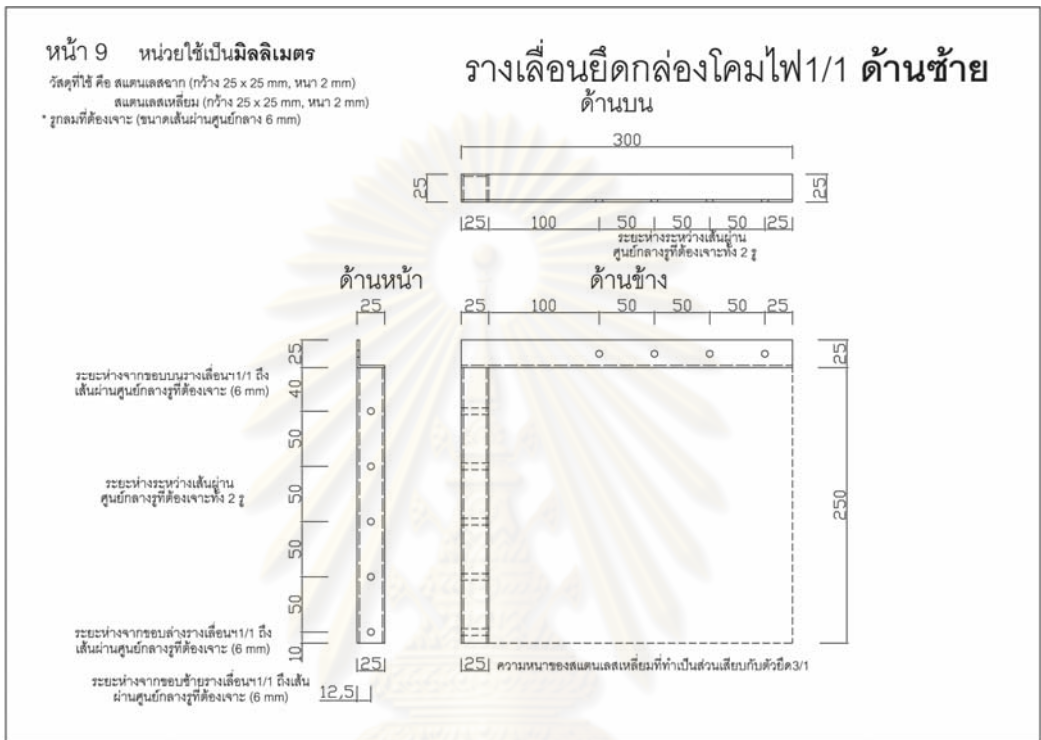 หน้า 9 หน่วยใช้เป็นมิลลิเมตร
วัสดุที่ใช้ คือ สแตนเลสฉาก (กว้าง 25 x 25 mm, หนา 2 mm)
สแตนเลสเหลี่ยม (กว้าง 25 x 25 mm, หนา 2 mm)
* รูกลมที่ต้องเจาะ (ขนาดเส้นผ่านศูนย์กลาง 6 mm)
รางเลื่อนยึดกล่องโคมไฟ1/1 ด้านซ้าย
ด้านบน
300
25
25
25 100 50 50 50 25
ระยะห่างระหว่างเส้นผ่าน
ศูนย์กลางรูที่ต้องเจาะทั้ง 2 รู
ด้านหน้า
25
ด้านข้าง
25 100 50 50 50 25
25
25
ระยะห่างจากขอบบนรางเลื่อนฯ1/1 ถึง
เส้นผ่านศูนย์กลางรูที่ต้องเจาะ (6 mm)
40
50
ระยะห่างระหว่างเส้นผ่าน
ศูนย์กลางรูที่ต้องเจาะทั้ง 2 รู
50
250
50
50
ระยะห่างจากขอบล่างรางเลื่อนฯ1/1 ถึง
เส้นผ่านศูนย์กลางรูที่ต้องเจาะ (6 mm)
10
25
25 ความหนาของสแตนเลสเหลี่ยมที่ทำเป็นส่วนเสียบกับตัวยึด3/1
ระยะห่างจากขอบซ้ายรางเลื่อนฯ1/1 ถึงเส้น
ผ่านศูนย์กลางรูที่ต้องเจาะ (6 mm)
12,5